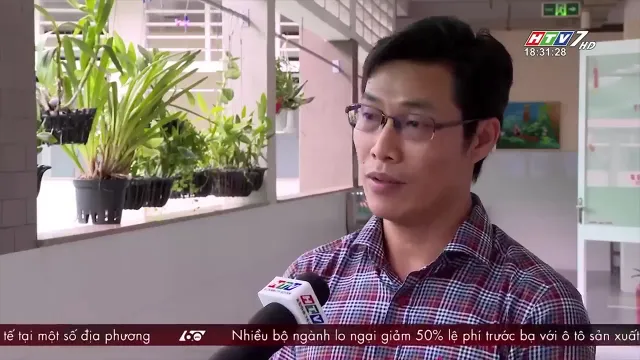 HTV7 HD
18:31:28
HTV
tế tại một số địa phương 60 Nhiều bộ ngành lo ngại giảm 50% lệ phí trước bạ với ô tô sản xuất